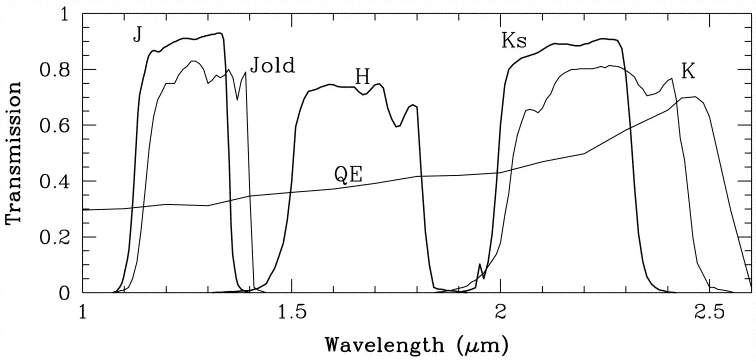 1
0.8
0.6
0.4
0.2
0
Transmission
J
Jold
H
QE
Ks
K
1
1.5
2
2.5
Wavelength (μm)